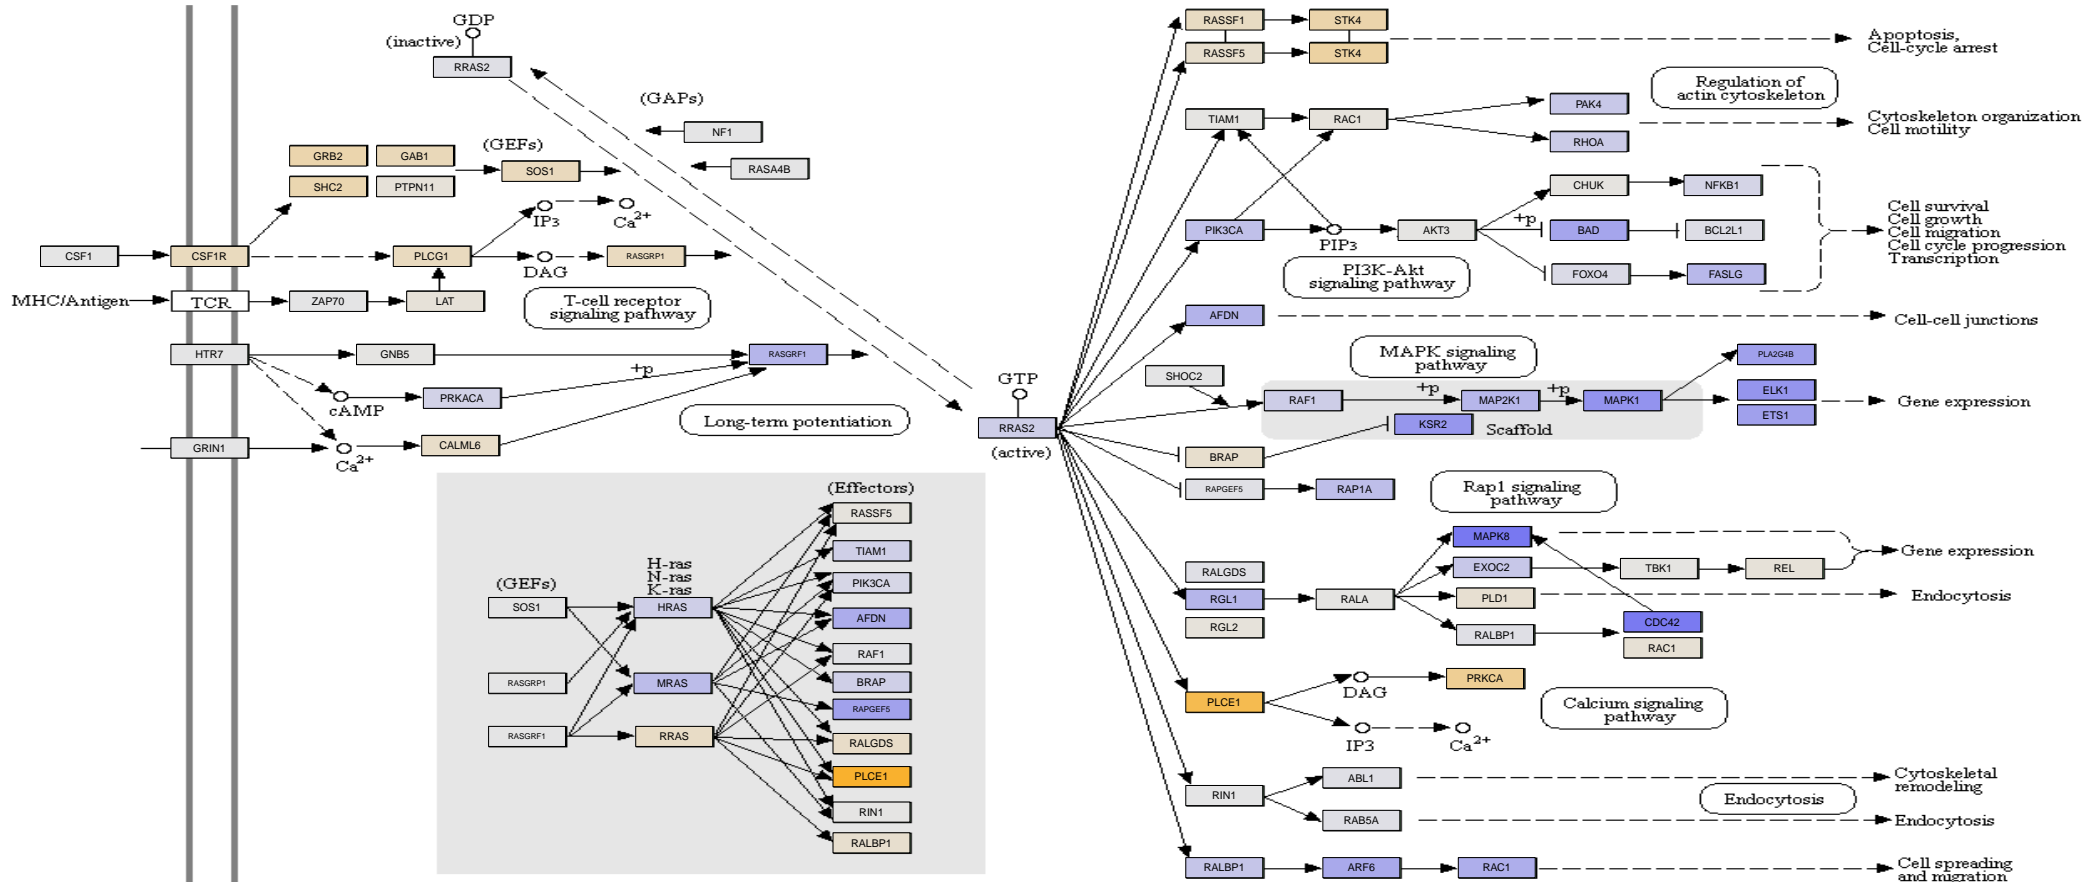 GDP
(inactive)
RRAS2
(GAPs)
NF1
RASA4B
GRB2
GAB1
(GEFs)
SOS1
SHC2
PTPN11
IP3
Ca2+
CSF1
CSF1R
PLCG1
DAG
RASGRP1
MHC/Antigen
TCR
ZAP70
LAT
T-cell receptor
signaling pathway
HTR7
GNB5
RASGRF1
+p
cAMP
PRKACA
Long-term potentiation
GRIN1
Ca2+
CALML6
GTP
RRAS2
(active)
(Effectors)
RASSF5
TIAM1
H-ras
N-ras
K-ras
(GEFs)
PIK3CA
SOS1
HRAS
AFDN
RAF1
RASGRP1
MRAS
BRAP
RAPGEF5
RASGRF1
RRAS
RALGDS
PLCE1
RIN1
RALBP1
RASSF1
STK4
RASSF5
STK4
Apoptosis,
Cell-cycle arrest
Regulation of
actin cytoskeleton
TIAM1
RAC1
PAK4
RHOA
Cytoskeleton organization
Cell motility
CHUK
NFKB1
PIK3CA
PIP3
AKT3
+p
BAD
BCL2L1
FOXO4
FASLG
Cell survival
Cell growth
Cell migration
Cell cycle progression
Transcription
PI3K-Akt
signaling pathway
AFDN
Cell-cell junctions
MAPK signaling
pathway
PLA2G4B
SHOC2
RAF1
+p
MAP2K1
+p
MAPK1
ELK1
ETS1
Gene expression
KSR2
Scaffold
BRAP
RAPGEF5
RAP1A
Rap1 signaling
pathway
MAPK8
Gene expression
RALGDS
EXOC2
TBK1
REL
RGL1
RALA
PLD1
Endocytosis
RGL2
RALBP1
CDC42
RAC1
PLCE1
DAG
PRKCA
IP3
Ca2+
Calcium signaling
pathway
RIN1
ABL1
Cytoskeletal
remodeling
RAB5A
Endocytosis
Endocytosis
RALBP1
ARF6
RAC1
Cell spreading
and migration